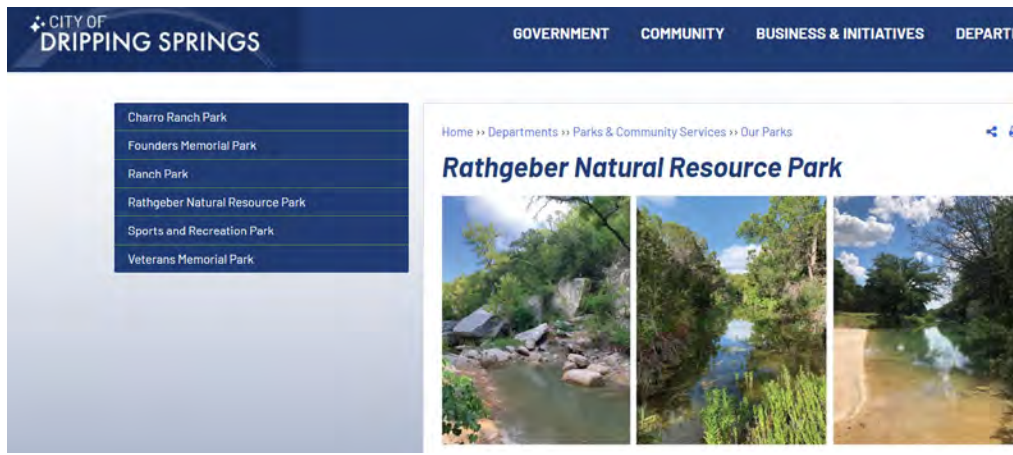 CITY OF
DRIPPING SPRINGS
GOVERNMENT COMMUNITY BUSINESS & INITIATIVES DEPARTI
Charro Ranch Park
Founders Memorial Park
Ranch Park
Rathgeber Natural Resource Park
Sports and Recreation Park
Veterans Memorial Park
Home ›› Departments ›› Parks & Community Services ›› Our Parks
Rathgeber Natural Resource Park